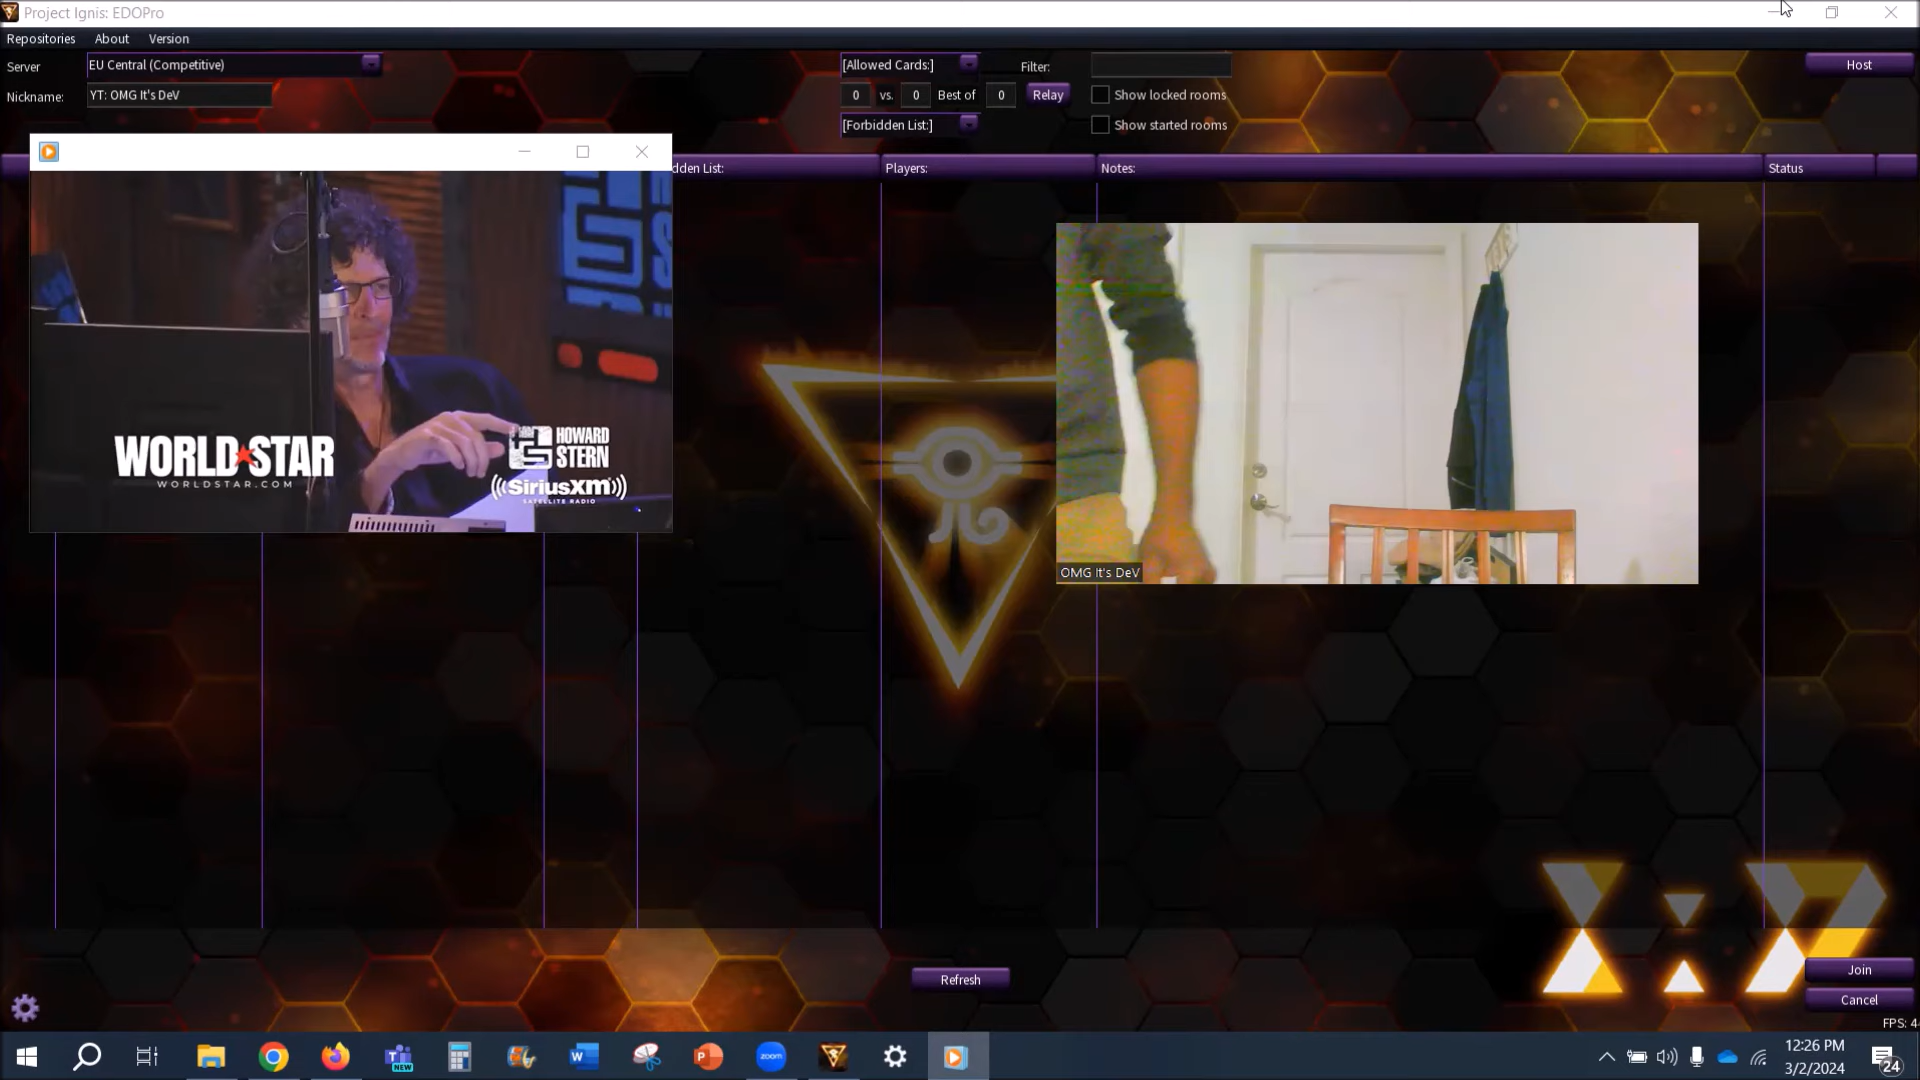 Project Ignis: EDOPro
Repositories About Version
Server EU Central (Competitive) [Allowed Cards:] Filter: Host
Nickname: YT: OMG It's DeV 0 vs. 0 Best of 0 Relay Show locked rooms
[Forbidden List:] Show started rooms
dden List: Players: Notes: Status
WORLD STAR
WORLDSTAR.COM
HOWARD
STERN
SiriusXM
SATELLITE RADIO
OMG It's DeV
Refresh
Join
Cancel
FPS: 4
NEW
zoom
12:26 PM
3/2/2024
24